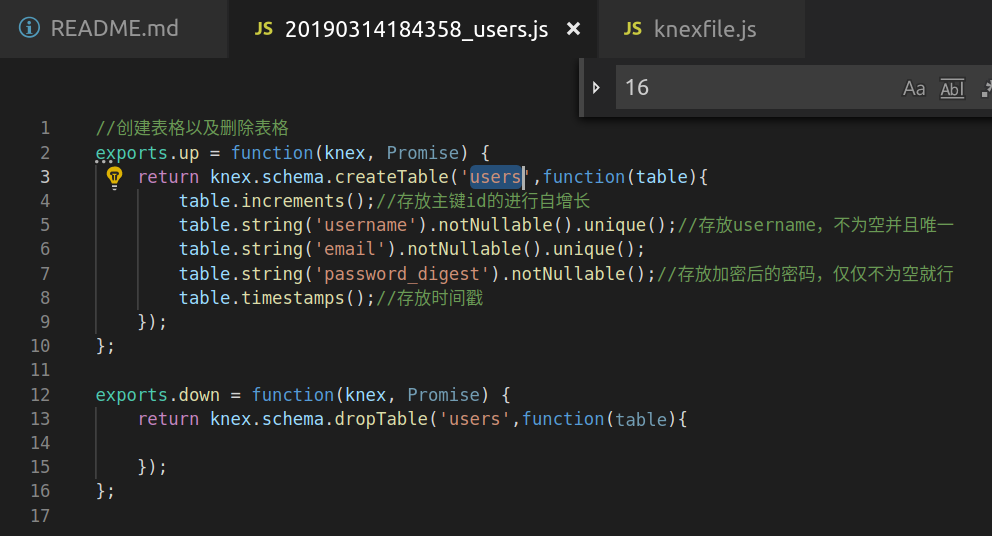 README.md
JS 20190314184358_users.js ×
JS knexfile.js
16
Aa Abl
1 //创建表格以及删除表格
2 exports.up = function(knex, Promise) {
3 return knex.schema.createTable('users',function(table){
4 table.increments();//存放主键id的进行自增长
5 table.string('username').notNullable().unique();//存放username，不为空并且唯一
6 table.string('email').notNullable().unique();
7 table.string('password_digest').notNullable();//存放加密后的密码，仅仅不为空就行
8 table.timestamps();//存放时间戳
9 });
10 };
11
12 exports.down = function(knex, Promise) {
13 return knex.schema.dropTable('users',function(table){
14
15 });
16 };
17